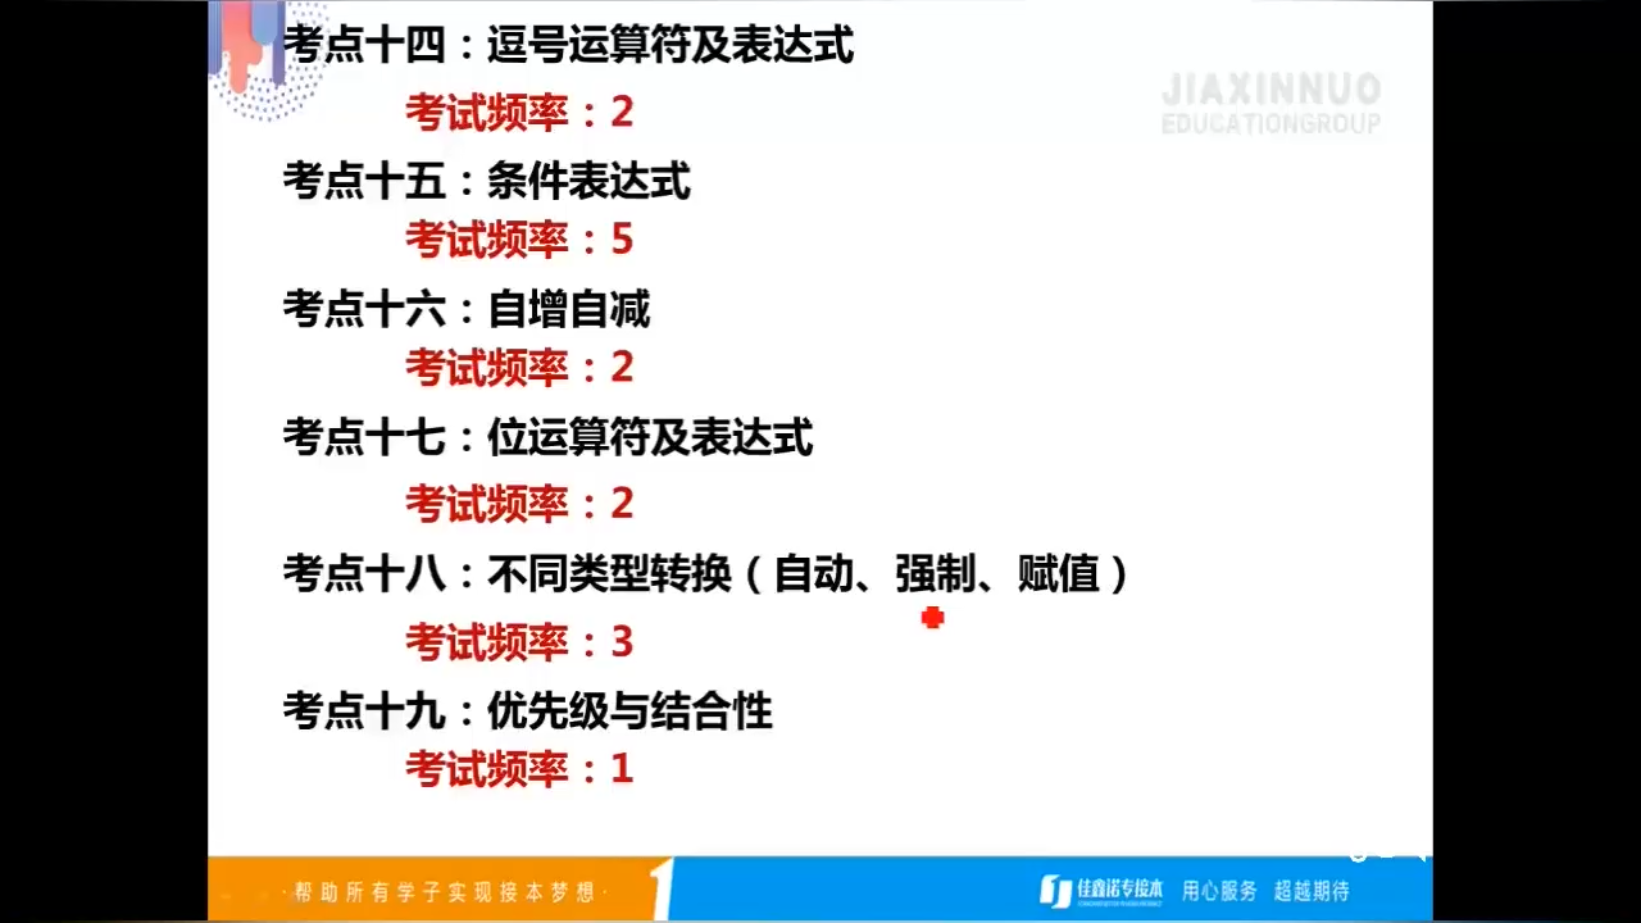 考点十四：逗号运算符及表达式
JIAXINNUO
EDUCATIONGROUP
考试频率：2
考点十五：条件表达式
考试频率：5
考点十六：自增自减
考试频率：2
考点十七：位运算符及表达式
考试频率：2
考点十八：不同类型转换（自动、强制、赋值）
考试频率：3
考点十九：优先级与结合性
考试频率：1
·帮助所有学子实现接本梦想·
佳鑫诺专接本
用心服务 超越期待